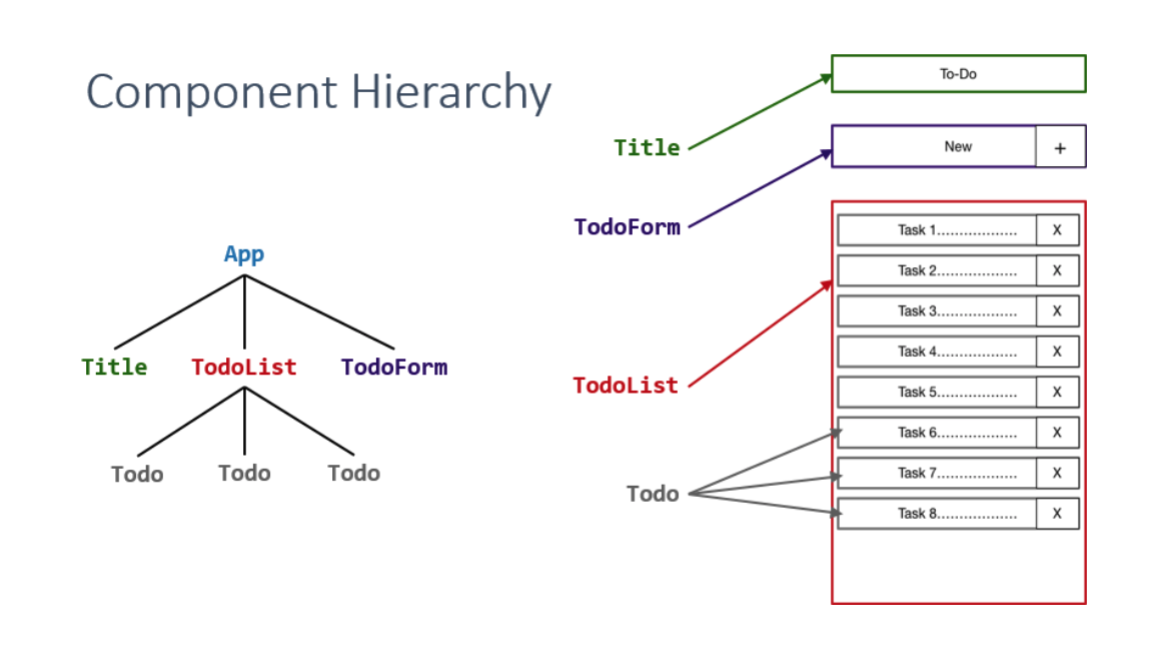 Component Hierarchy
App
Title TodoList TodoForm
Todo Todo Todo
Title
TodoForm
TodoList
Todo
To-Do
New +
Task 1.................. X
Task 2.................. X
Task 3.................. X
Task 4.................. X
Task 5.................. X
Task 6.................. X
Task 7.................. X
Task 8.................. X